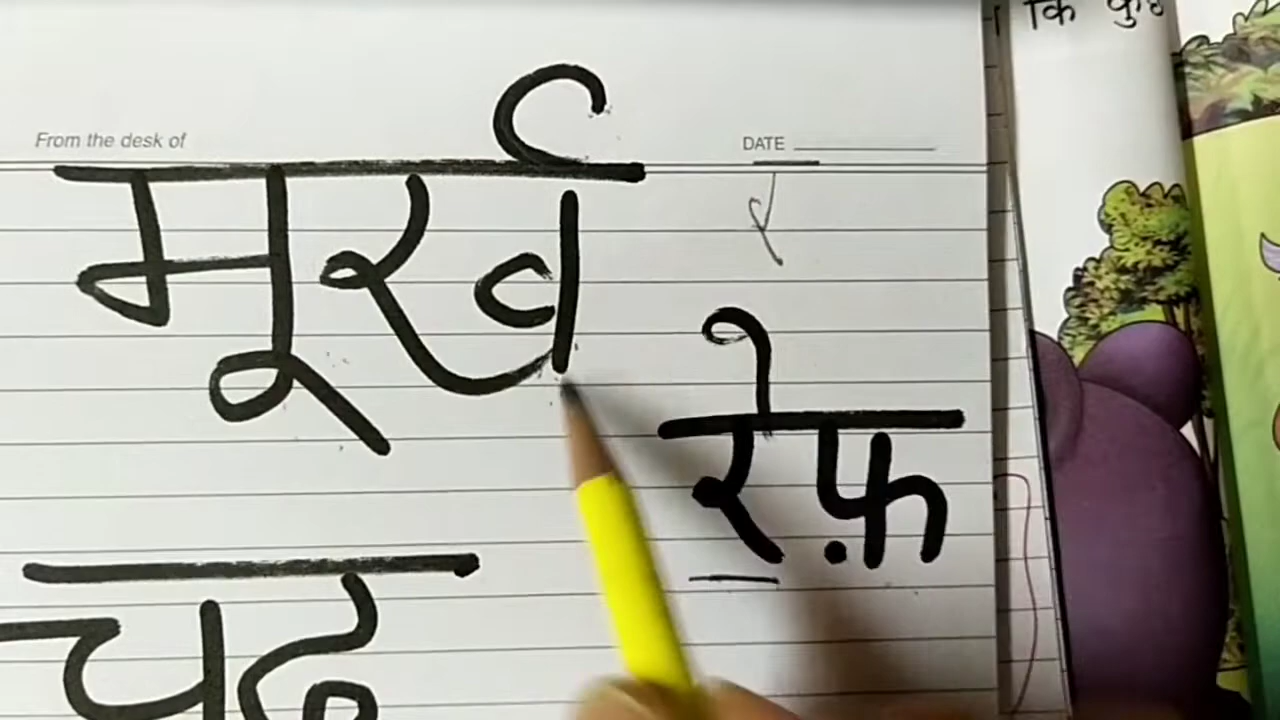 कि कुछ
From the desk of
DATE
मूर्ख
रेफ़